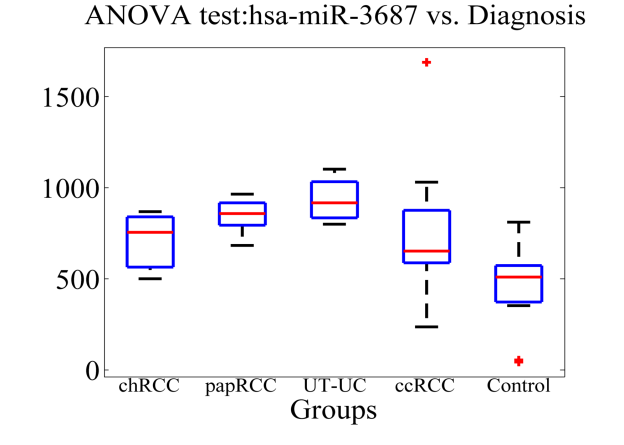 ANOVA test:hsa-miR-3687 vs. Diagnosis
1500
1000
500
0
chRCC papRCC UT-UC ccRCC Control
Groups